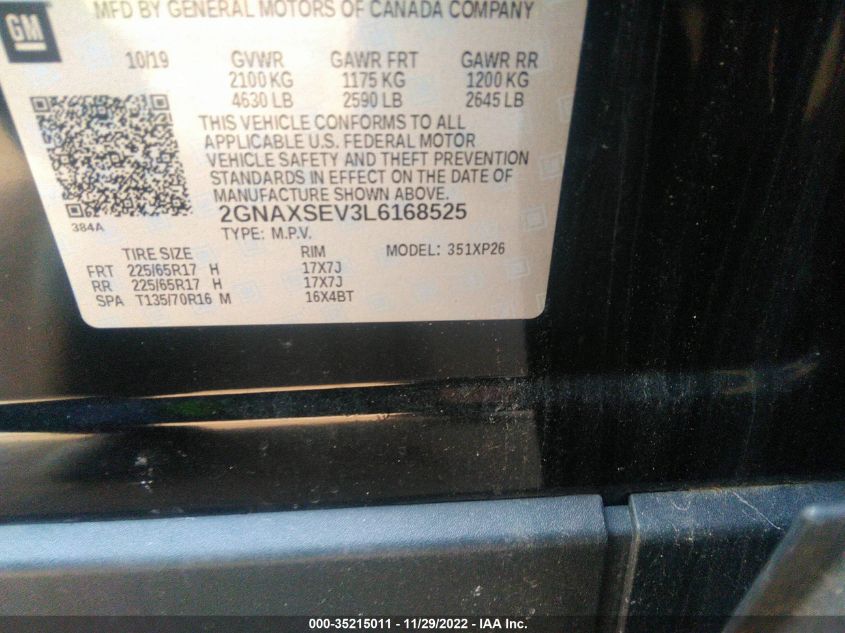 MFD BY GENERAL MOTORS OF CANADA COMPANY
GM
10/19 GVWR GAWR FRT GAWR RR
2100 KG 1175 KG 1200 KG
4630 LB 2590 LB 2645 LB
THIS VEHICLE CONFORMS TO ALL
APPLICABLE U.S. FEDERAL MOTOR
VEHICLE SAFETY AND THEFT PREVENTION
STANDARDS IN EFFECT ON THE DATE OF
MANUFACTURE SHOWN ABOVE.
384A
2GNAXSEV3L6168525
TYPE: M.P.V.
TIRE SIZE RIM MODEL: 351XP26
FRT 225/65R17 H 17X7J
RR 225/65R17 H 17X7J
SPA T135/70R16 M 16X4BT
000-35215011 - 11/29/2022 - IAA Inc.